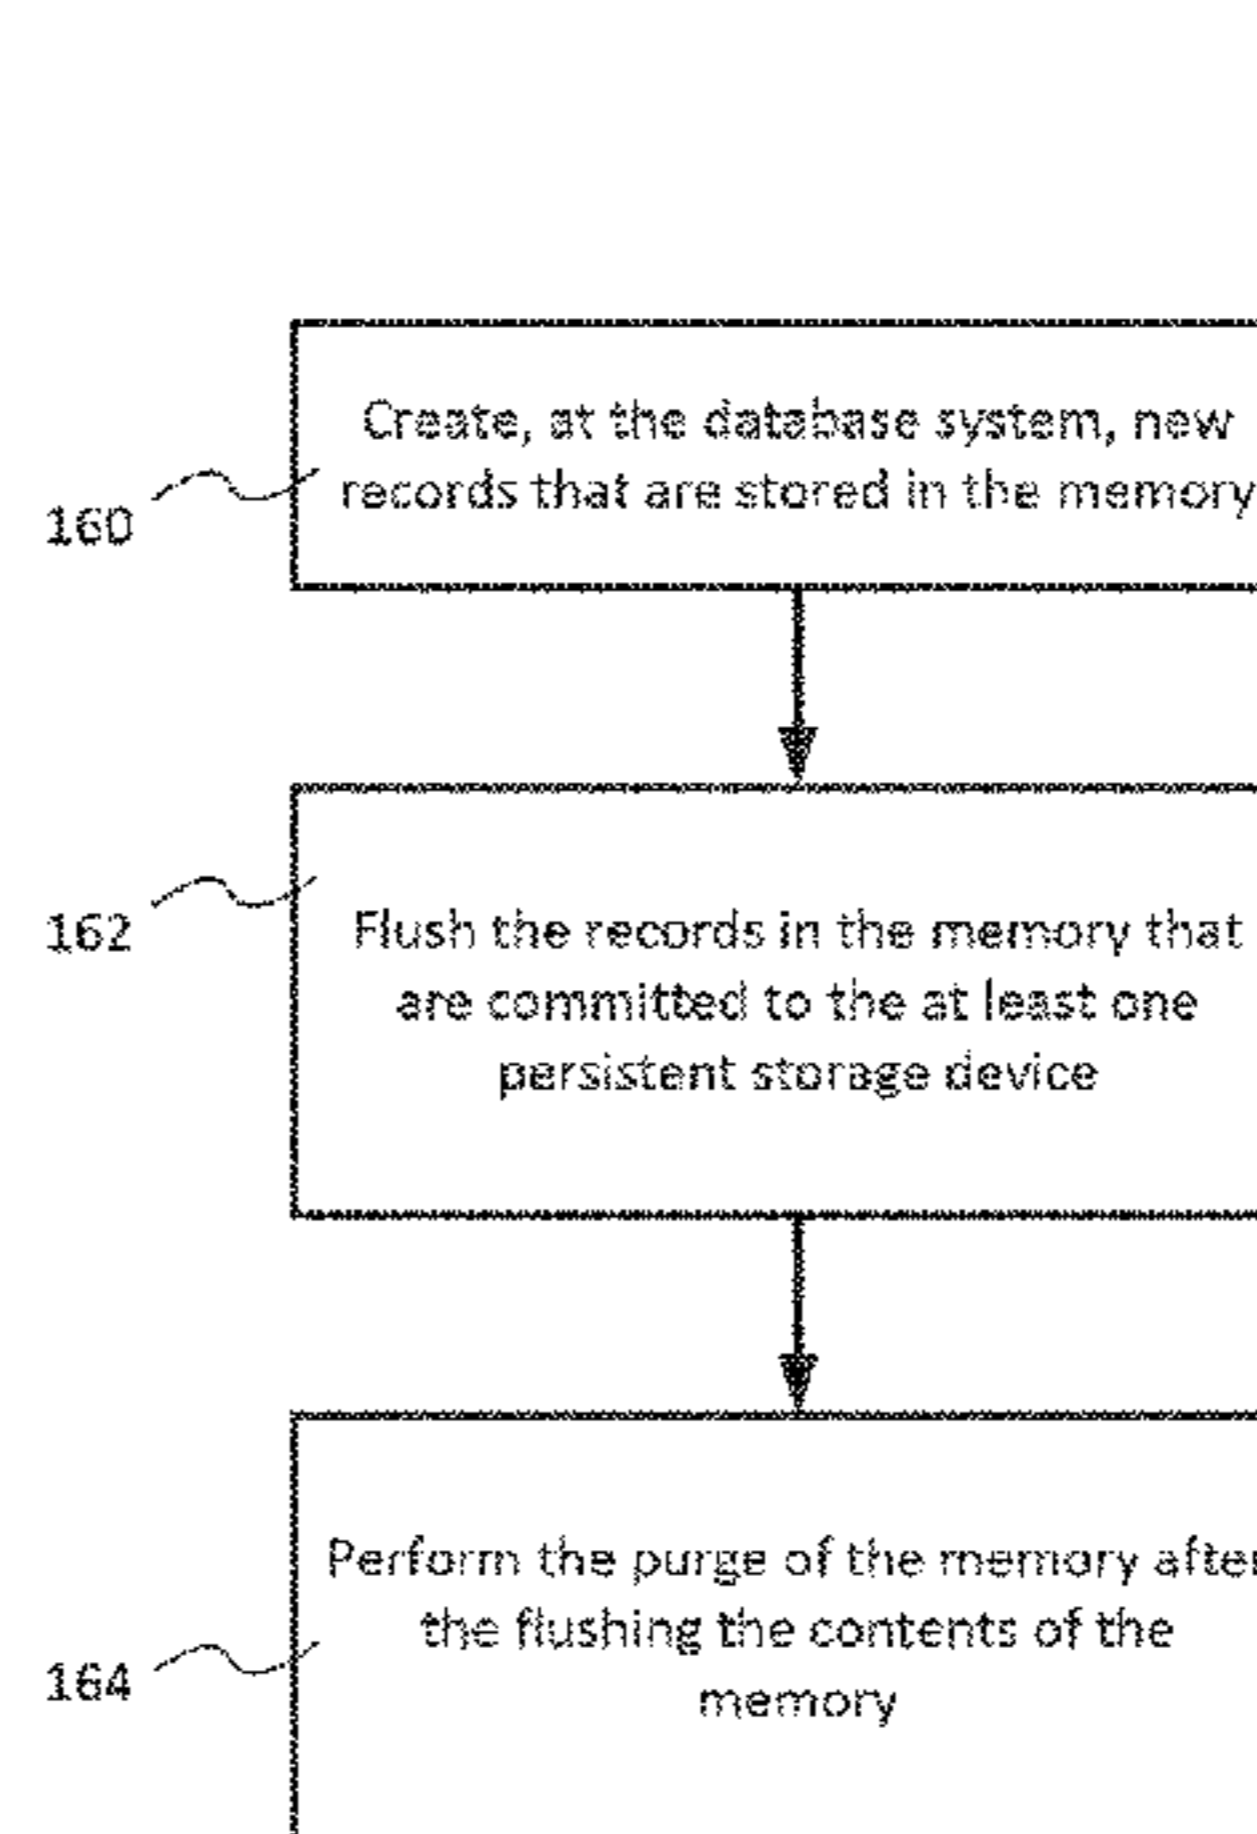 Create, at the database system, new
records that are stored in the memory
160
Flush the records in the memory that
162
are committed to the at least one
persistent storage device
Perform the purge of the memory after
the flushing the contents of the
164
memory